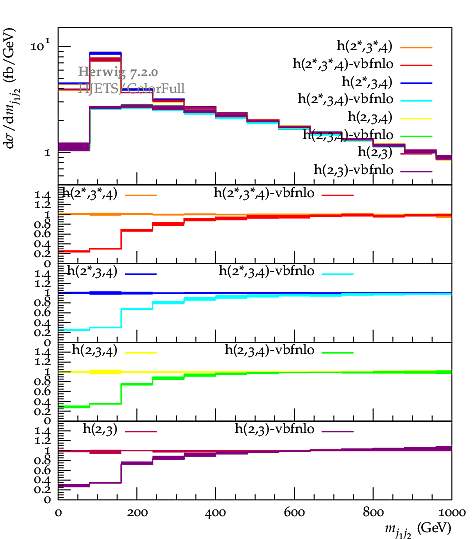 10¹
1
dσ/dm_{j₁j₂} (fb/GeV)
Herwig 7.2.0
HJETS/ColorFull
h(2*,3*,4)
h(2*,3*,4)-vbfnlo
h(2*,3,4)
h(2*,3,4)-vbfnlo
h(2,3,4)
h(2,3,4)-vbfnlo
h(2,3)
h(2,3)-vbfnlo
h(2*,3*,4) h(2*,3*,4)-vbfnlo
1.4
1.2
1
0.8
0.6
0.4
0.2
0
h(2*,3,4) h(2*,3,4)-vbfnlo
1.4
1.2
1
0.8
0.6
0.4
0.2
0
h(2,3,4) h(2,3,4)-vbfnlo
1.4
1.2
1
0.8
0.6
0.4
0.2
0
h(2,3) h(2,3)-vbfnlo
1.4
1.2
1
0.8
0.6
0.4
0.2
0
0 200 400 600 800 1000
m_{j₁j₂} (GeV)